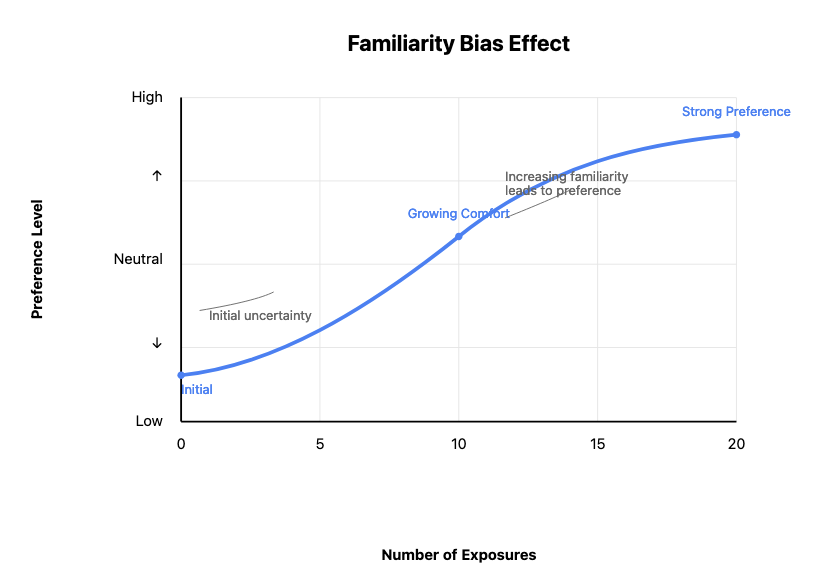 Familiarity Bias Effect
High
Strong Preference
↑
Increasing familiarity
leads to preference
Growing Comfort
Preference Level
Neutral
Initial uncertainty
↓
Initial
Low
0 5 10 15 20
Number of Exposures